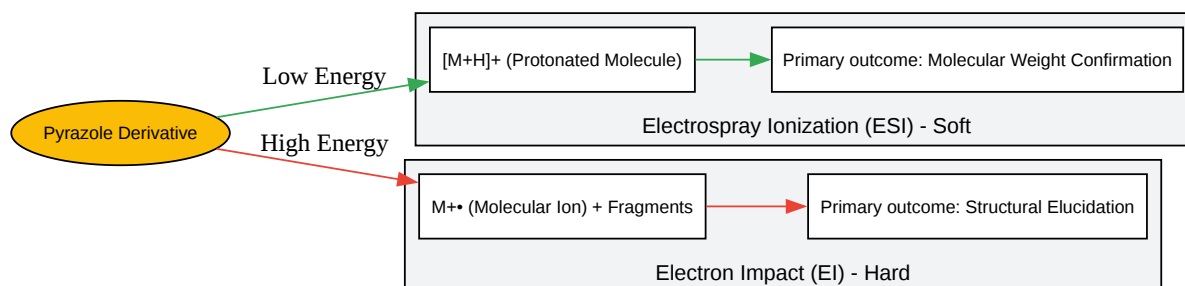 [M+H]+ (Protonated Molecule)
Primary outcome: Molecular Weight Confirmation
Low Energy
Electrospray Ionization (ESI) - Soft
Pyrazole Derivative
High Energy
M+• (Molecular Ion) + Fragments
Primary outcome: Structural Elucidation
Electron Impact (EI) - Hard